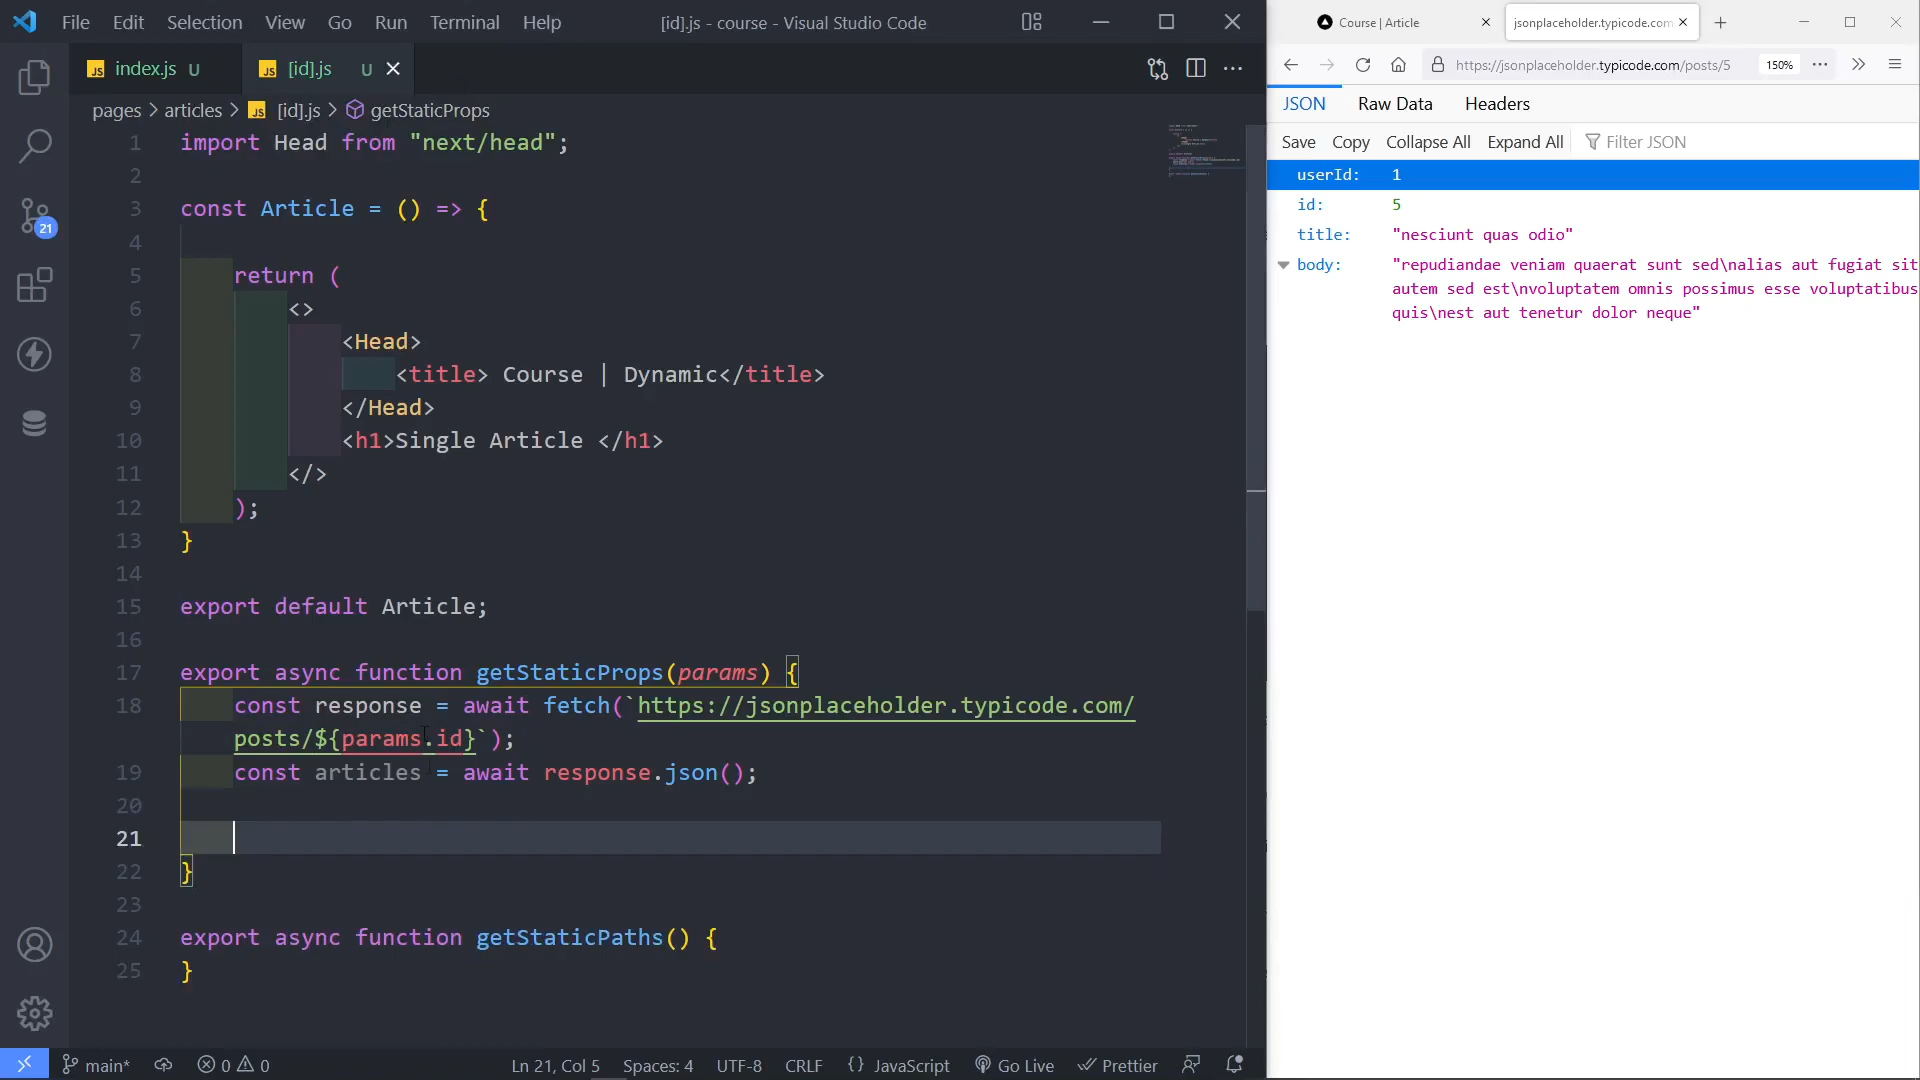 File Edit Selection View Go Run Terminal Help [id].js - course - Visual Studio Code
JS index.js U JS [id].js U
pages > articles > JS [id].js > getStaticProps
1 import Head from "next/head";
2
3 const Article = () => {
4
5 return (
6 <>
7 <Head>
8 <title> Course | Dynamic</title>
9 </Head>
10 <h1>Single Article </h1>
11 </>
12 );
13 }
14
15 export default Article;
16
17 export async function getStaticProps(params) {
18 const response = await fetch(`https://jsonplaceholder.typicode.com/
posts/${params.id}`);
19 const articles = await response.json();
20
21
22 }
23
24 export async function getStaticPaths() {
25 }
21
main* 0 0 Ln 21, Col 5 Spaces: 4 UTF-8 CRLF {} JavaScript Go Live Prettier
Course | Article jsonplaceholder.typicode.com
https://jsonplaceholder.typicode.com/posts/5 150%
JSON Raw Data Headers
Save Copy Collapse All Expand All Filter JSON
userId: 1
id: 5
title: "nesciunt quas odio"
body: "repudiandae veniam quaerat sunt sed\nalias aut fugiat sit
autem sed est\nvoluptatem omnis possimus esse voluptatibus
quis\nest aut tenetur dolor neque"